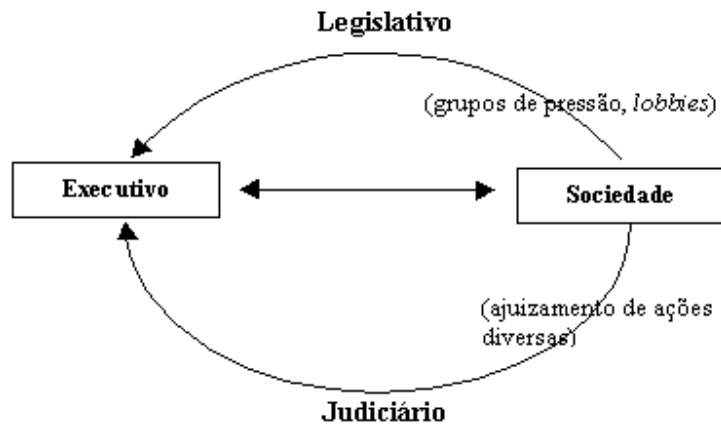 Legislativo
(grupos de pressão, lobbies)
Executivo
Sociedade
(ajuizamento de ações
diversas)
Judiciário